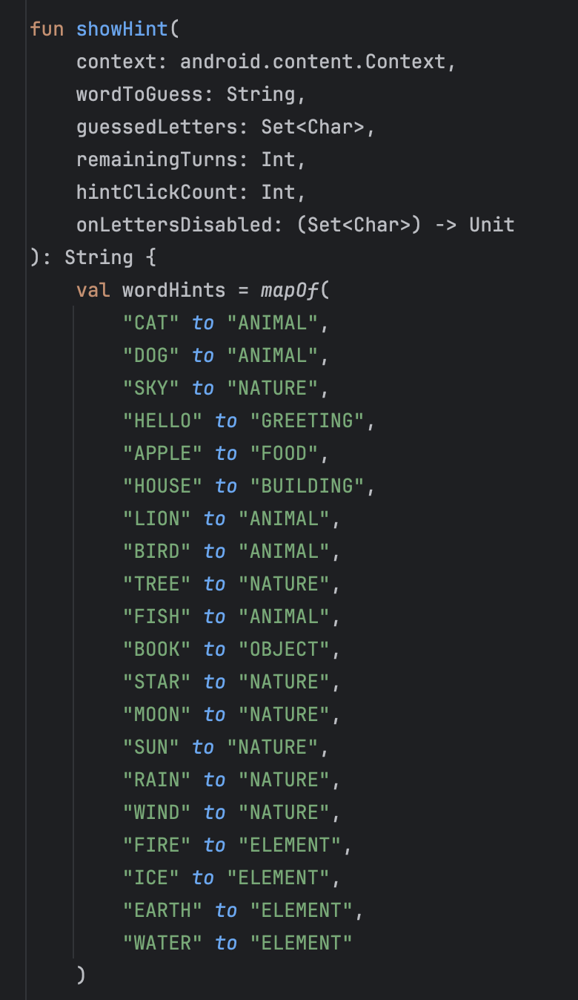 fun showHint(
    context: android.content.Context,
    wordToGuess: String,
    guessedLetters: Set<Char>,
    remainingTurns: Int,
    hintClickCount: Int,
    onLettersDisabled: (Set<Char>) -> Unit
): String {
    val wordHints = mapOf(
        "CAT" to "ANIMAL",
        "DOG" to "ANIMAL",
        "SKY" to "NATURE",
        "HELLO" to "GREETING",
        "APPLE" to "FOOD",
        "HOUSE" to "BUILDING",
        "LION" to "ANIMAL",
        "BIRD" to "ANIMAL",
        "TREE" to "NATURE",
        "FISH" to "ANIMAL",
        "BOOK" to "OBJECT",
        "STAR" to "NATURE",
        "MOON" to "NATURE",
        "SUN" to "NATURE",
        "RAIN" to "NATURE",
        "WIND" to "NATURE",
        "FIRE" to "ELEMENT",
        "ICE" to "ELEMENT",
        "EARTH" to "ELEMENT",
        "WATER" to "ELEMENT"
    )